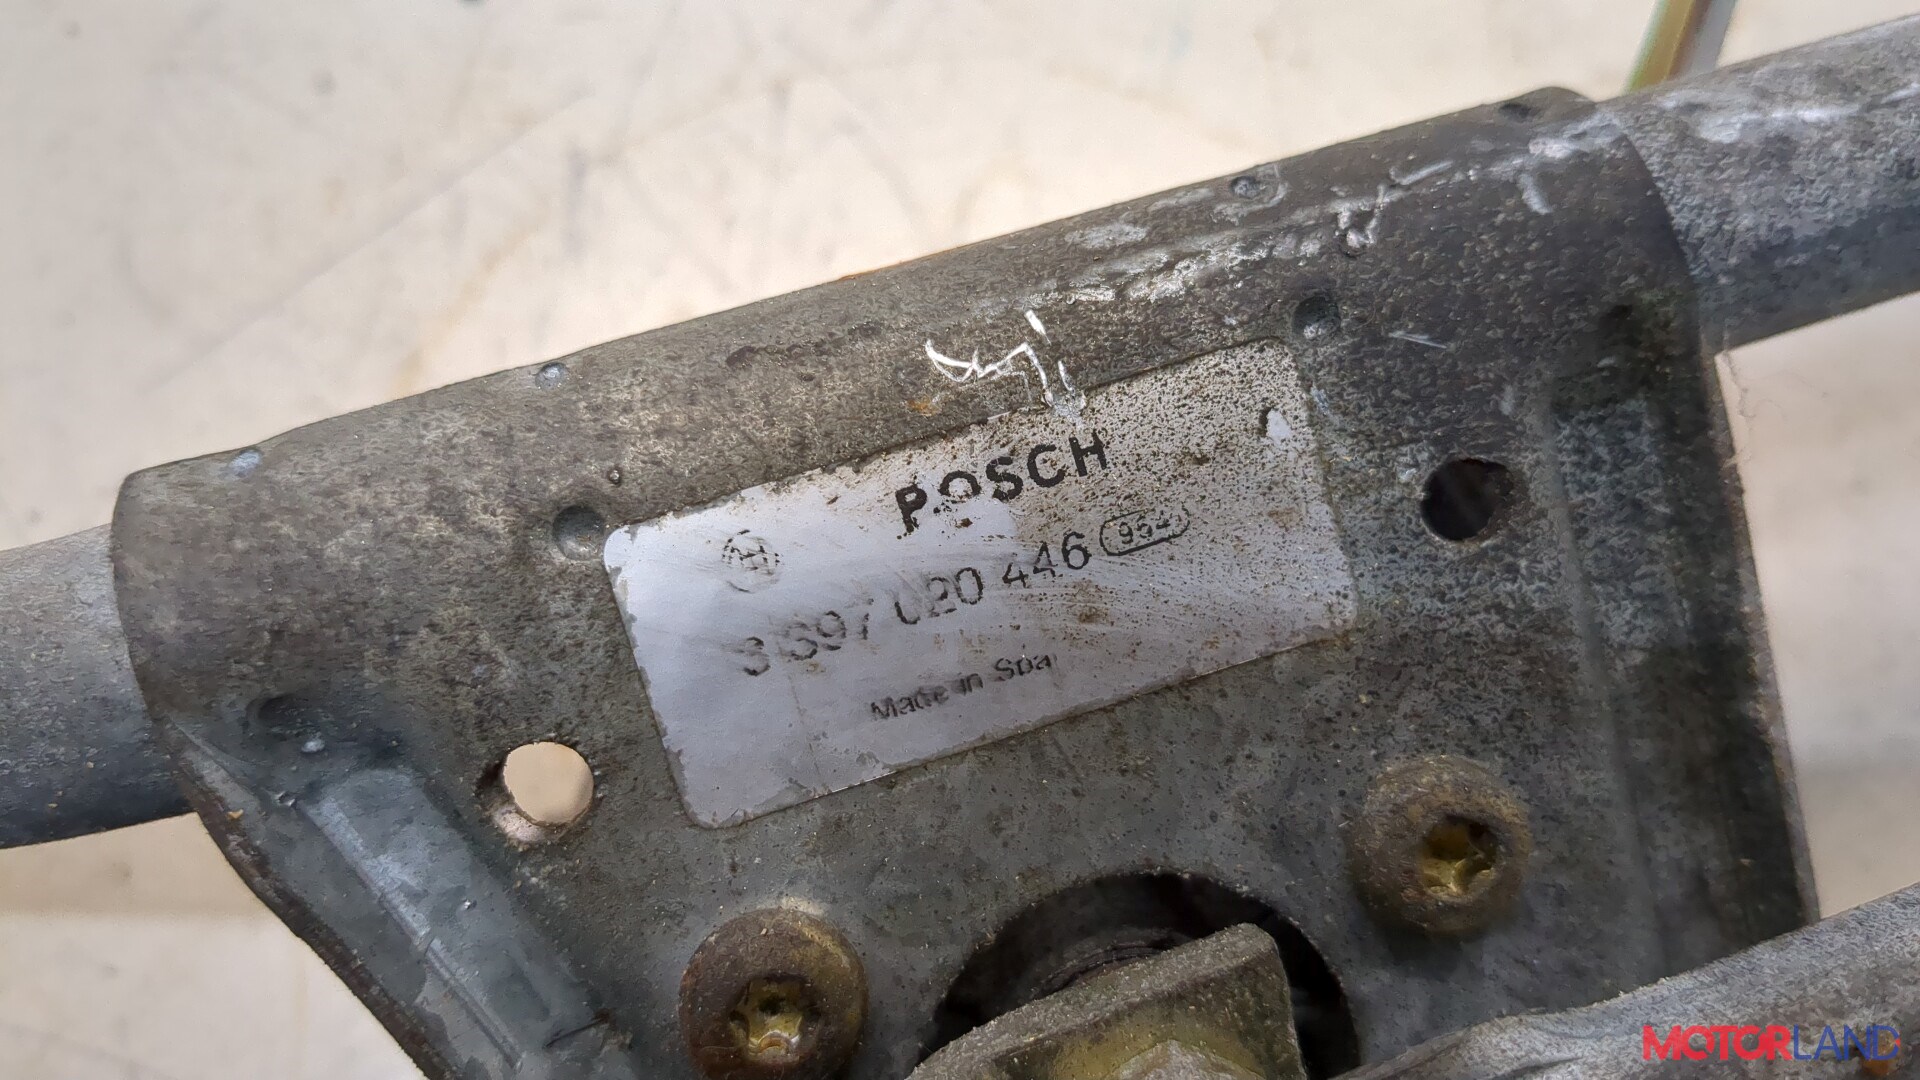 BOSCH
3 397 020 446 954
Made in Spa
MOTORLAND